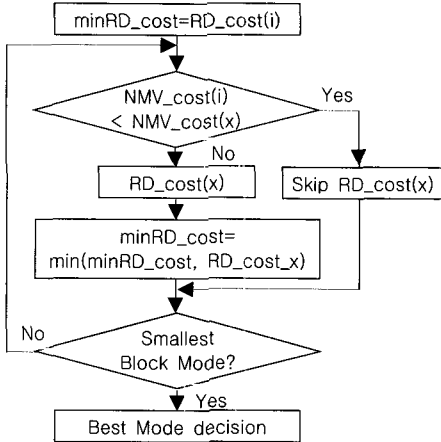 minRD_cost=RD_cost(i)
NMV_cost(i)
< NMV_cost(x)
Yes
No
RD_cost(x)
Skip RD_cost(x)
minRD_cost=
min(minRD_cost, RD_cost_x)
No
Smallest
Block Mode?
Yes
Best Mode decision